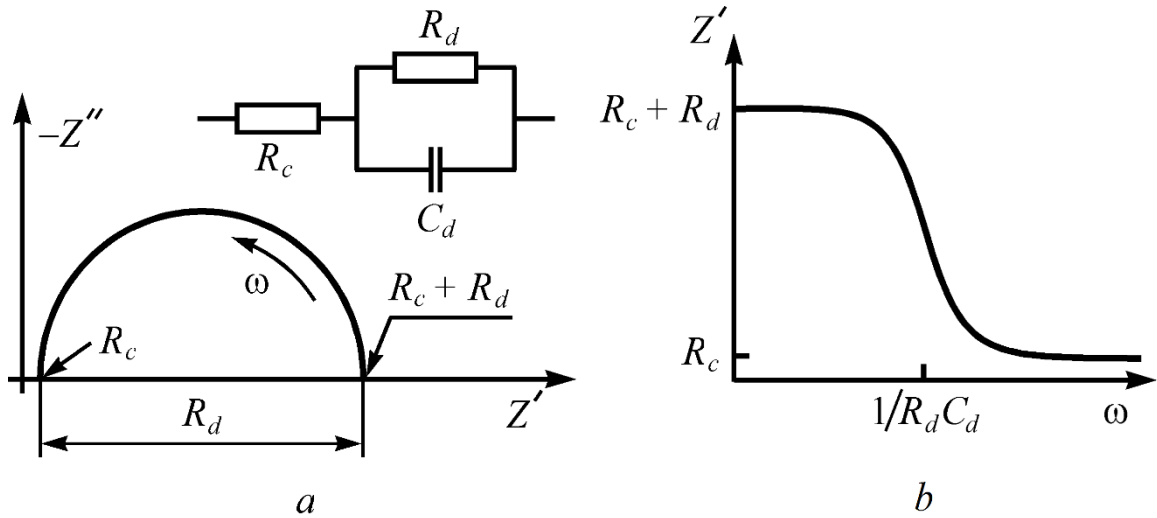 R_d
R_c
C_d
–Z″
ω
R_c + R_d
R_c
R_d
Z′
a
Z′
R_c + R_d
R_c
1/R_dC_d
ω
b